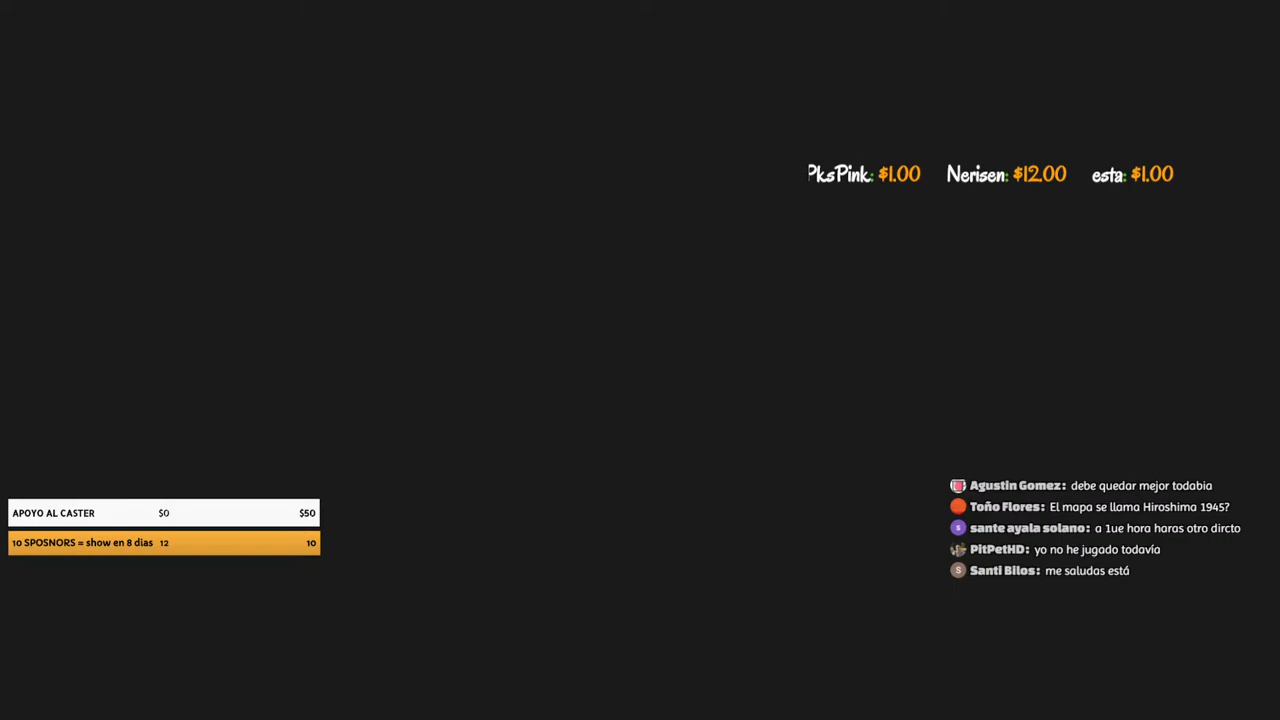 PksPink: $1.00 Nerisen: $12.00 esta: $1.00
APOYO AL CASTER $0 $50
10 SPOSNORS = show en 8 dias 12 10
Agustin Gomez: debe quedar mejor todabia
Toño Flores: El mapa se llama Hiroshima 1945?
S sante ayala solano: a 1ue hora haras otro dircto
PitPetHD: yo no he jugado todavía
S Santi Bilos: me saludas está